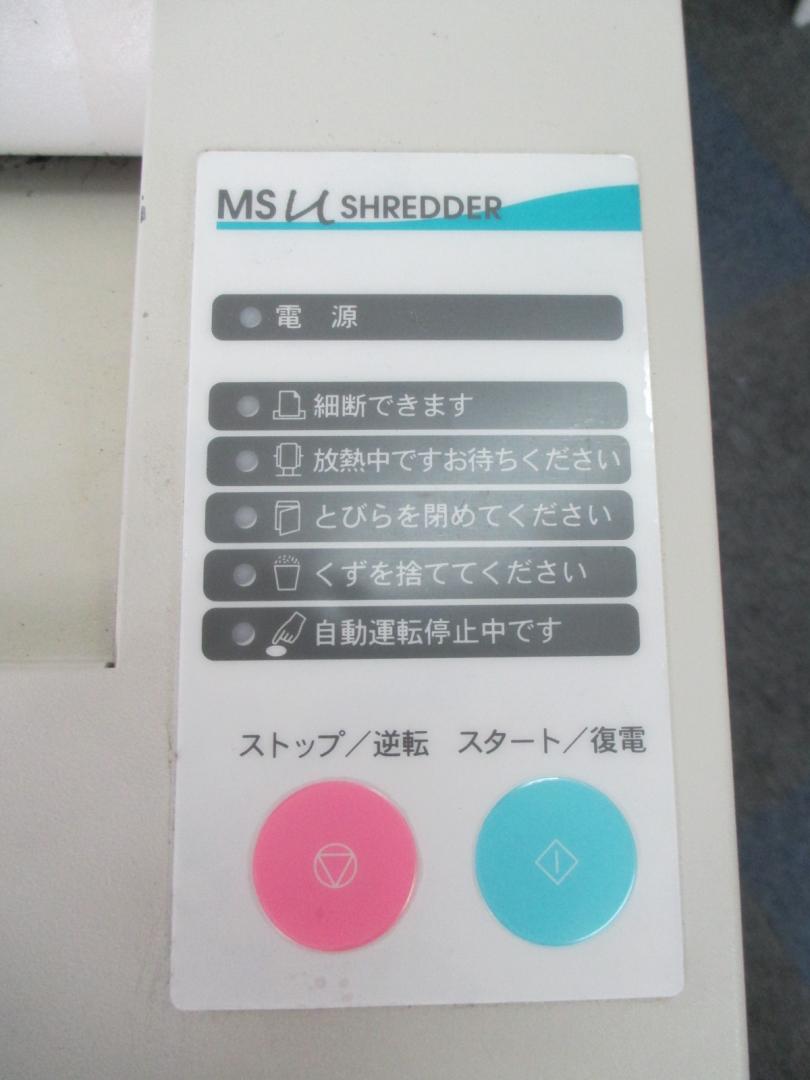 MS μ SHREDDER
電 源
細断できます
放熱中ですお待ちください
とびらを閉めてください
くずを捨ててください
自動運転停止中です
ストップ／逆転 スタート／復電